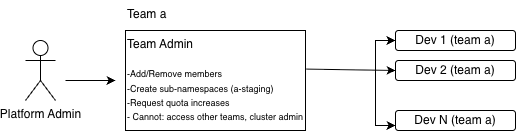 Team a
Team Admin
-Add/Remove members
-Create sub-namespaces (a-staging)
-Request quota increases
- Cannot: access other teams, cluster admin
Platform Admin
Dev 1 (team a)
Dev 2 (team a)
Dev N (team a)